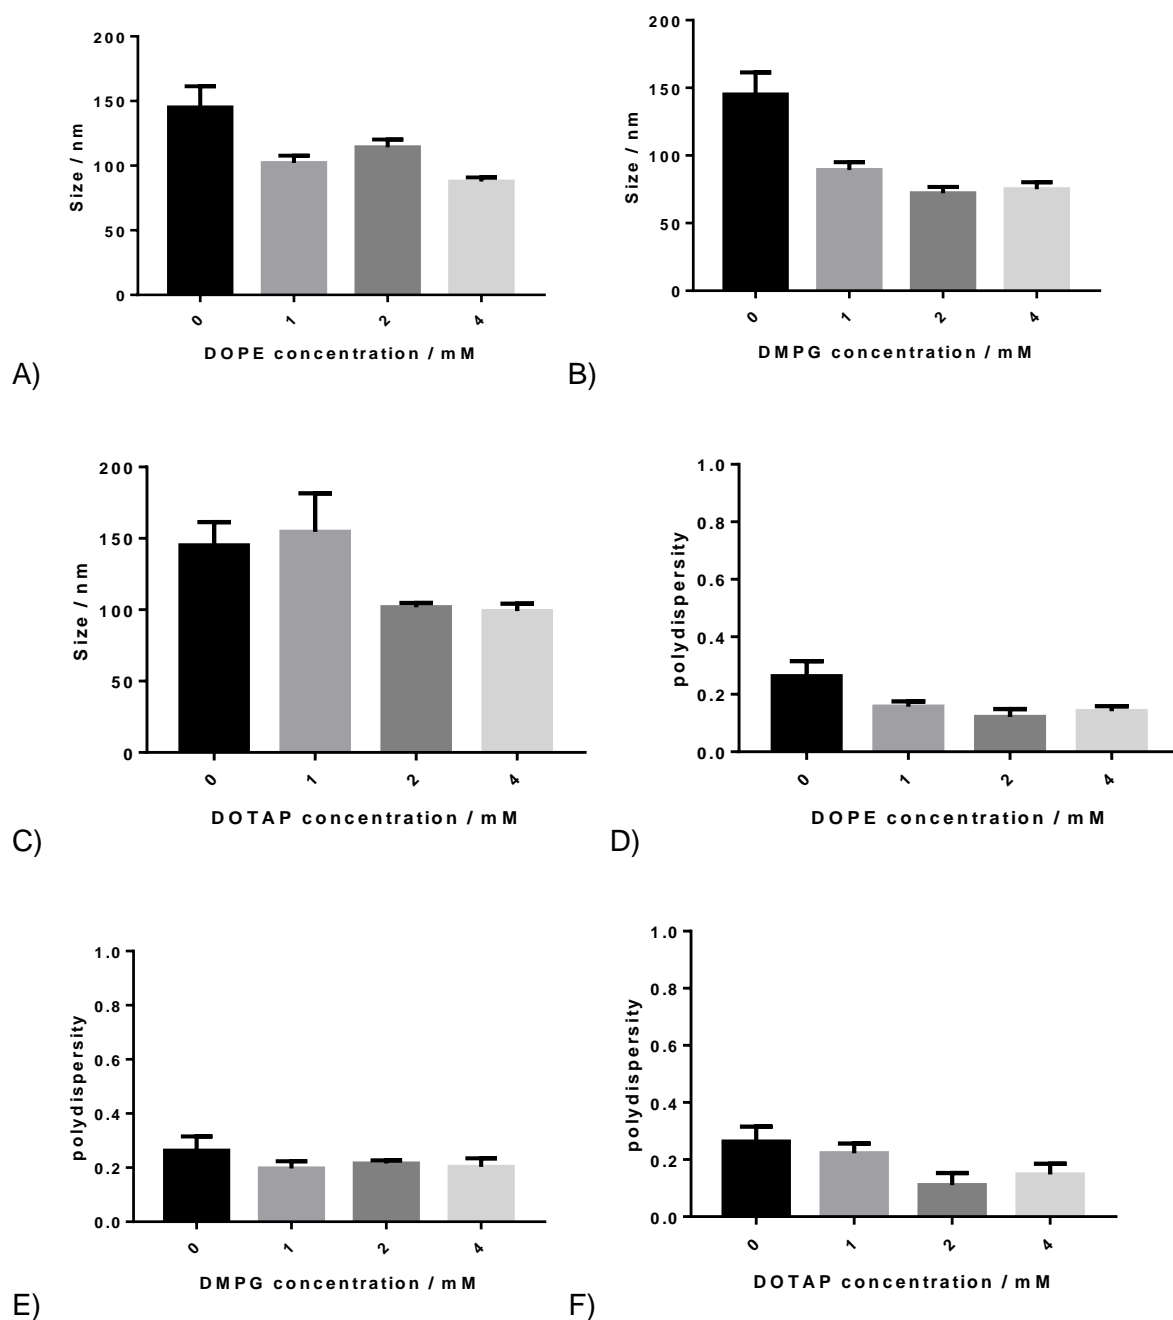 200
150
100
50
0
Size / nm
0 1 2 4
DOPE concentration / mM
A)
200
150
100
50
0
Size / nm
0 1 2 4
DMPG concentration / mM
B)
200
150
100
50
0
Size / nm
0 1 2 4
DOTAP concentration / mM
C)
1.0
0.8
0.6
0.4
0.2
0.0
polydispersity
0 1 2 4
DOPE concentration / mM
D)
1.0
0.8
0.6
0.4
0.2
0.0
polydispersity
0 1 2 4
DMPG concentration / mM
E)
1.0
0.8
0.6
0.4
0.2
0.0
polydispersity
0 1 2 4
DOTAP concentration / mM
F)